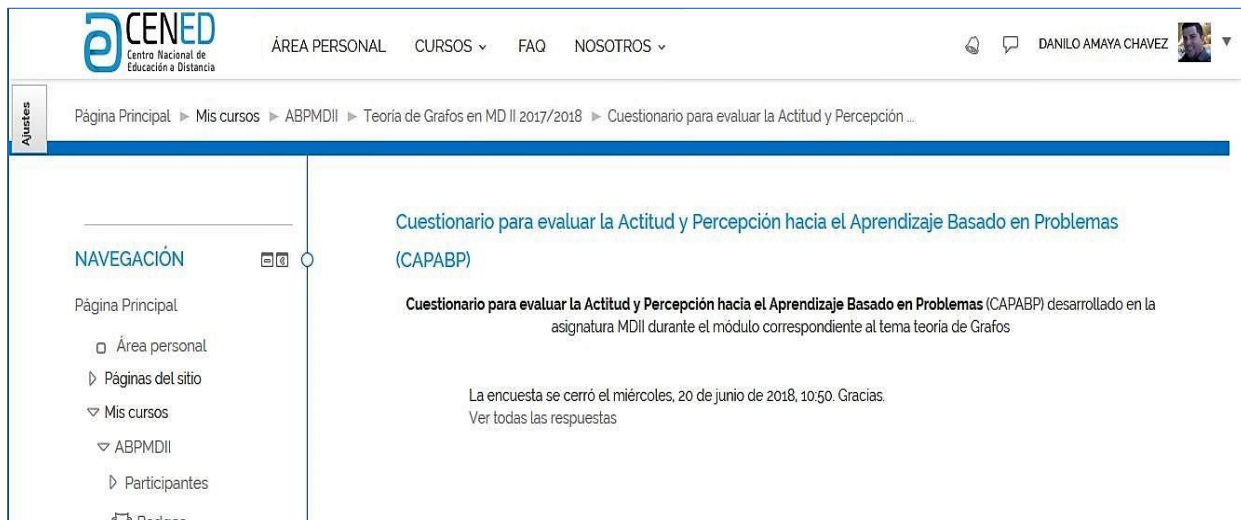 CENED
Centro Nacional de
Educación a Distancia
ÁREA PERSONAL CURSOS FAQ NOSOTROS
DANILO AMAYA CHAVEZ
Ajustes
Página Principal Mis cursos ABPMDII Teoría de Grafos en MD II 2017/2018 Cuestionario para evaluar la Actitud y Percepción ...
NAVEGACIÓN
Página Principal
Área personal
Páginas del sitio
Mis cursos
ABPMDII
Participantes
Badges
Cuestionario para evaluar la Actitud y Percepción hacia el Aprendizaje Basado en Problemas
(CAPABP)
Cuestionario para evaluar la Actitud y Percepción hacia el Aprendizaje Basado en Problemas (CAPABP) desarrollado en la
asignatura MDII durante el módulo correspondiente al tema teoría de Grafos
La encuesta se cerró el miércoles, 20 de junio de 2018, 10:50. Gracias.
Ver todas las respuestas